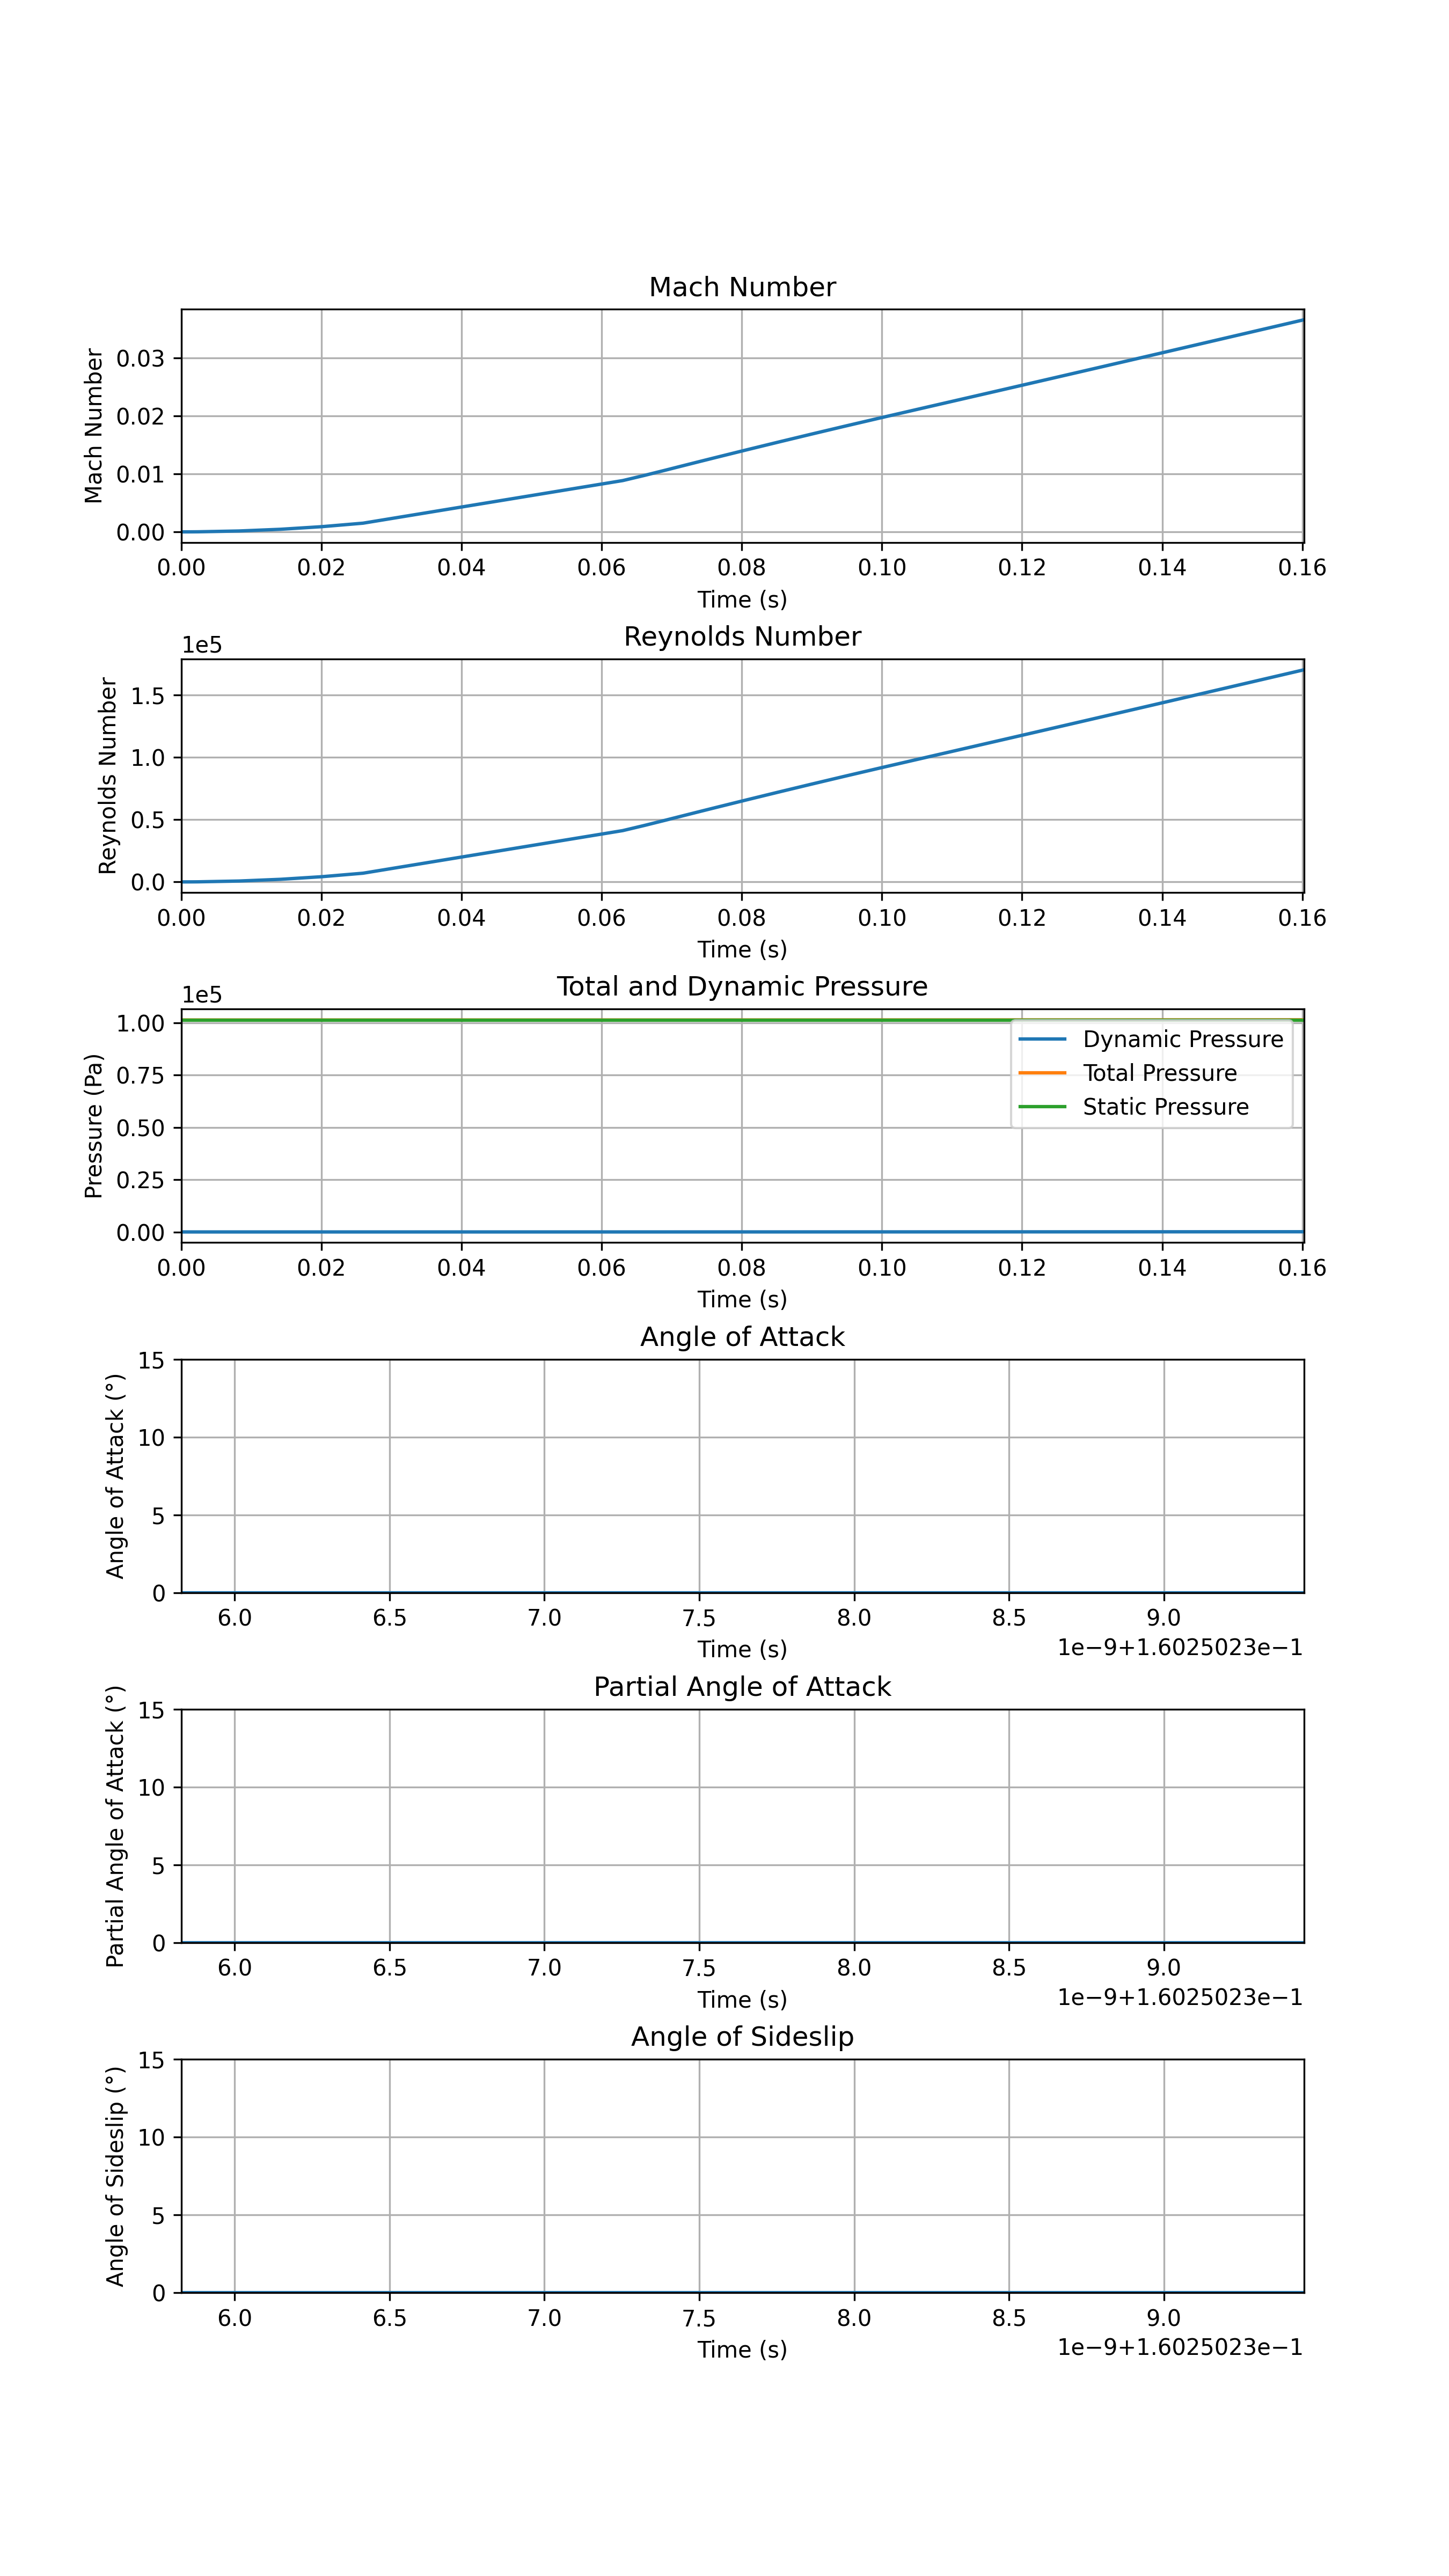 Mach Number
Mach Number
0.03
0.02
0.01
0.00
0.00 0.02 0.04 0.06 0.08 0.10 0.12 0.14 0.16
Time (s)
Reynolds Number
1e5
Reynolds Number
1.5
1.0
0.5
0.0
0.00 0.02 0.04 0.06 0.08 0.10 0.12 0.14 0.16
Time (s)
Total and Dynamic Pressure
1e5
Pressure (Pa)
1.00
0.75
0.50
0.25
0.00
Dynamic Pressure
Total Pressure
Static Pressure
0.00 0.02 0.04 0.06 0.08 0.10 0.12 0.14 0.16
Time (s)
Angle of Attack
Angle of Attack (°)
15
10
5
0
6.0 6.5 7.0 7.5 8.0 8.5 9.0
Time (s)
1e−9+1.6025023e−1
Partial Angle of Attack
Partial Angle of Attack (°)
15
10
5
0
6.0 6.5 7.0 7.5 8.0 8.5 9.0
Time (s)
1e−9+1.6025023e−1
Angle of Sideslip
Angle of Sideslip (°)
15
10
5
0
6.0 6.5 7.0 7.5 8.0 8.5 9.0
Time (s)
1e−9+1.6025023e−1